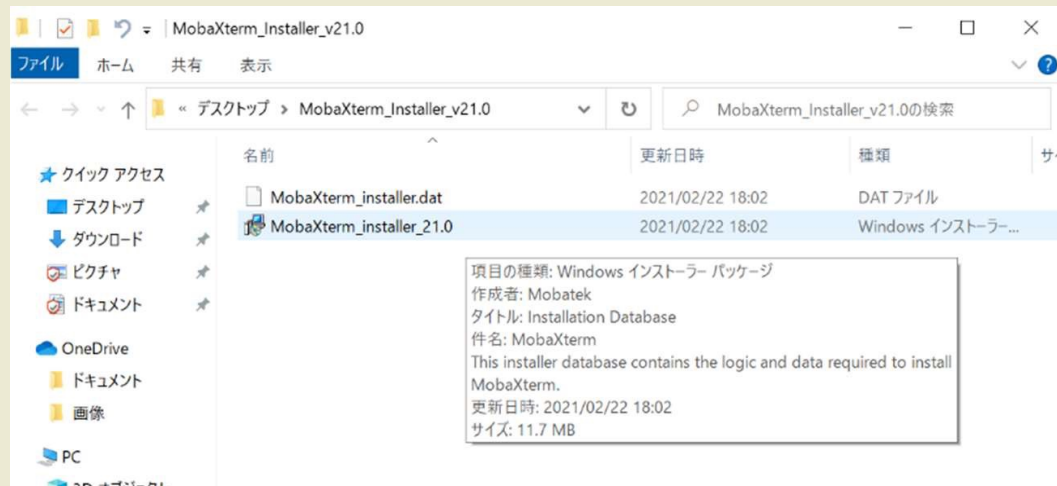 MobaXterm_Installer_v21.0
ファイル ホーム 共有 表示
« デスクトップ › MobaXterm_Installer_v21.0
MobaXterm_Installer_v21.0の検索
名前 更新日時 種類
クイック アクセス
デスクトップ
ダウンロード
ピクチャ
ドキュメント
OneDrive
ドキュメント
画像
PC
MobaXterm_installer.dat 2021/02/22 18:02 DAT ファイル
MobaXterm_installer_21.0 2021/02/22 18:02 Windows インストーラー...
項目の種類: Windows インストーラー パッケージ
作成者: Mobatek
タイトル: Installation Database
件名: MobaXterm
This installer database contains the logic and data required to install
MobaXterm.
更新日時: 2021/02/22 18:02
サイズ: 11.7 MB